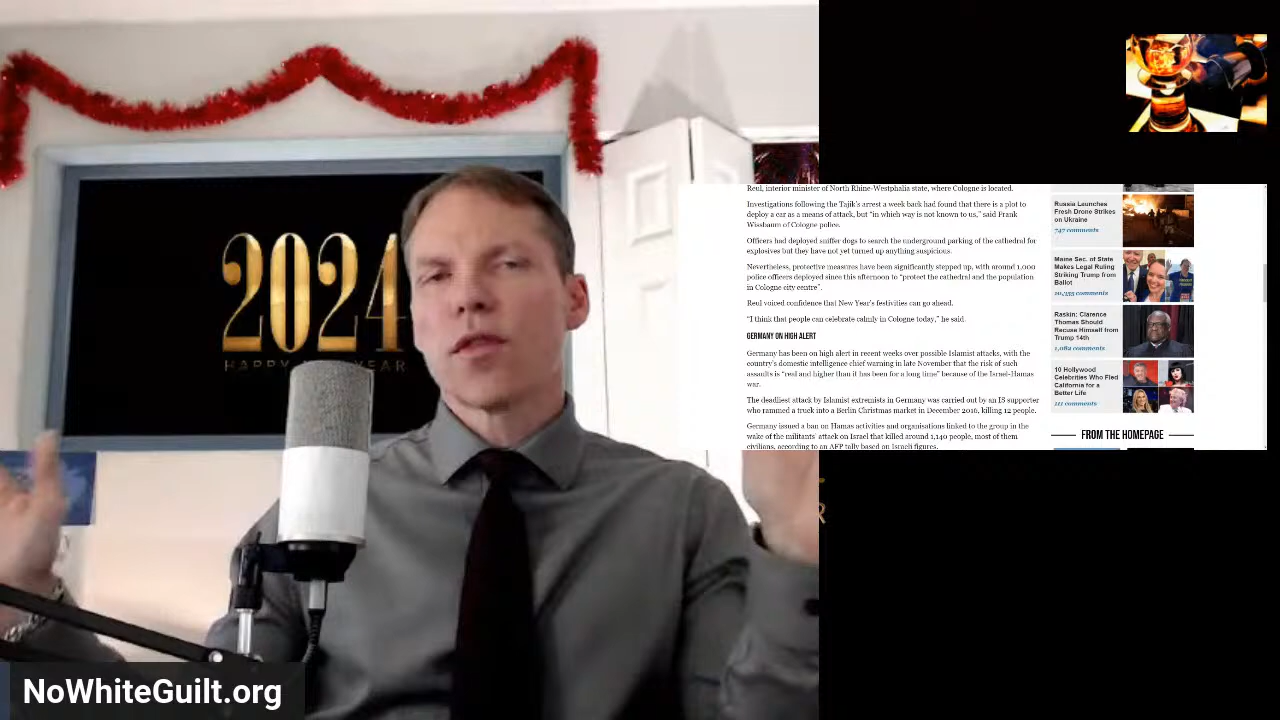 2024
HAPPY YEAR
NoWhiteGuilt.org
Reul, interior minister of North Rhine-Westphalia state, where Cologne is located.
Investigations following the Tajik's arrest a week back had found that there is a plot to
deploy a car as a means of attack, but "in which way is not known to us," said Frank
Wissbaum of Cologne police.
Officers had deployed sniffer dogs to search the underground parking of the cathedral for
explosives but they have not yet turned up anything suspicious.
Nevertheless, protective measures have been significantly stepped up, with around 1,000
police officers deployed since this afternoon to "protect the cathedral and the population
in Cologne city centre".
Reul voiced confidence that New Year's festivities can go ahead.
"I think that people can celebrate calmly in Cologne today," he said.
GERMANY ON HIGH ALERT
Germany has been on high alert in recent weeks over possible Islamist attacks, with the
country's domestic intelligence chief warning in late November that the risk of such
assaults is "real and higher than it has been for a long time" because of the Israel-Hamas
war.
The deadliest attack by Islamist extremists in Germany was carried out by an IS supporter
who rammed a truck into a Berlin Christmas market in December 2016, killing 12 people.
Germany issued a ban on Hamas activities and organisations linked to the group in the
wake of the militants' attack on Israel that killed around 1,140 people, most of them
civilians, according to an AFP tally based on Israeli figures.
Russia Launches
Fresh Drone Strikes
on Ukraine
747 comments
Maine Sec. of State
Makes Legal Ruling
Striking Trump from
Ballot
20,355 comments
Raskin: Clarence
Thomas Should
Recuse Himself from
Trump 14th
1,082 comments
10 Hollywood
Celebrities Who Fled
California for a
Better Life
111 comments
FROM THE HOMEPAGE